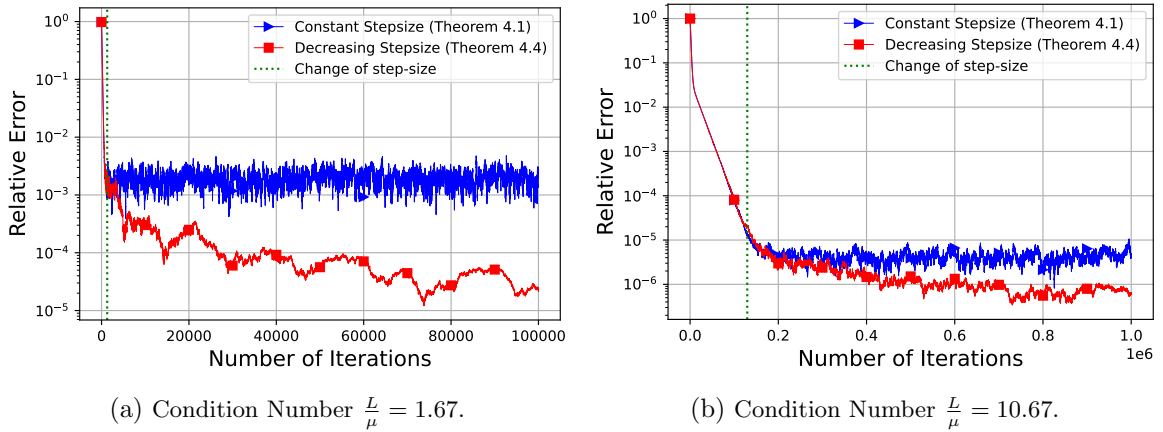 10⁰
10⁻¹
10⁻²
10⁻³
10⁻⁴
10⁻⁵
Relative Error
0
20000
40000
60000
80000
100000
Number of Iterations
Constant Stepsize (Theorem 4.1)
Decreasing Stepsize (Theorem 4.4)
Change of step-size
(a) Condition Number L/μ = 1.67.
10⁰
10⁻¹
10⁻²
10⁻³
10⁻⁴
10⁻⁵
10⁻⁶
Relative Error
0.0
0.2
0.4
0.6
0.8
1.0
1e6
Number of Iterations
Constant Stepsize (Theorem 4.1)
Decreasing Stepsize (Theorem 4.4)
Change of step-size
(b) Condition Number L/μ = 10.67.